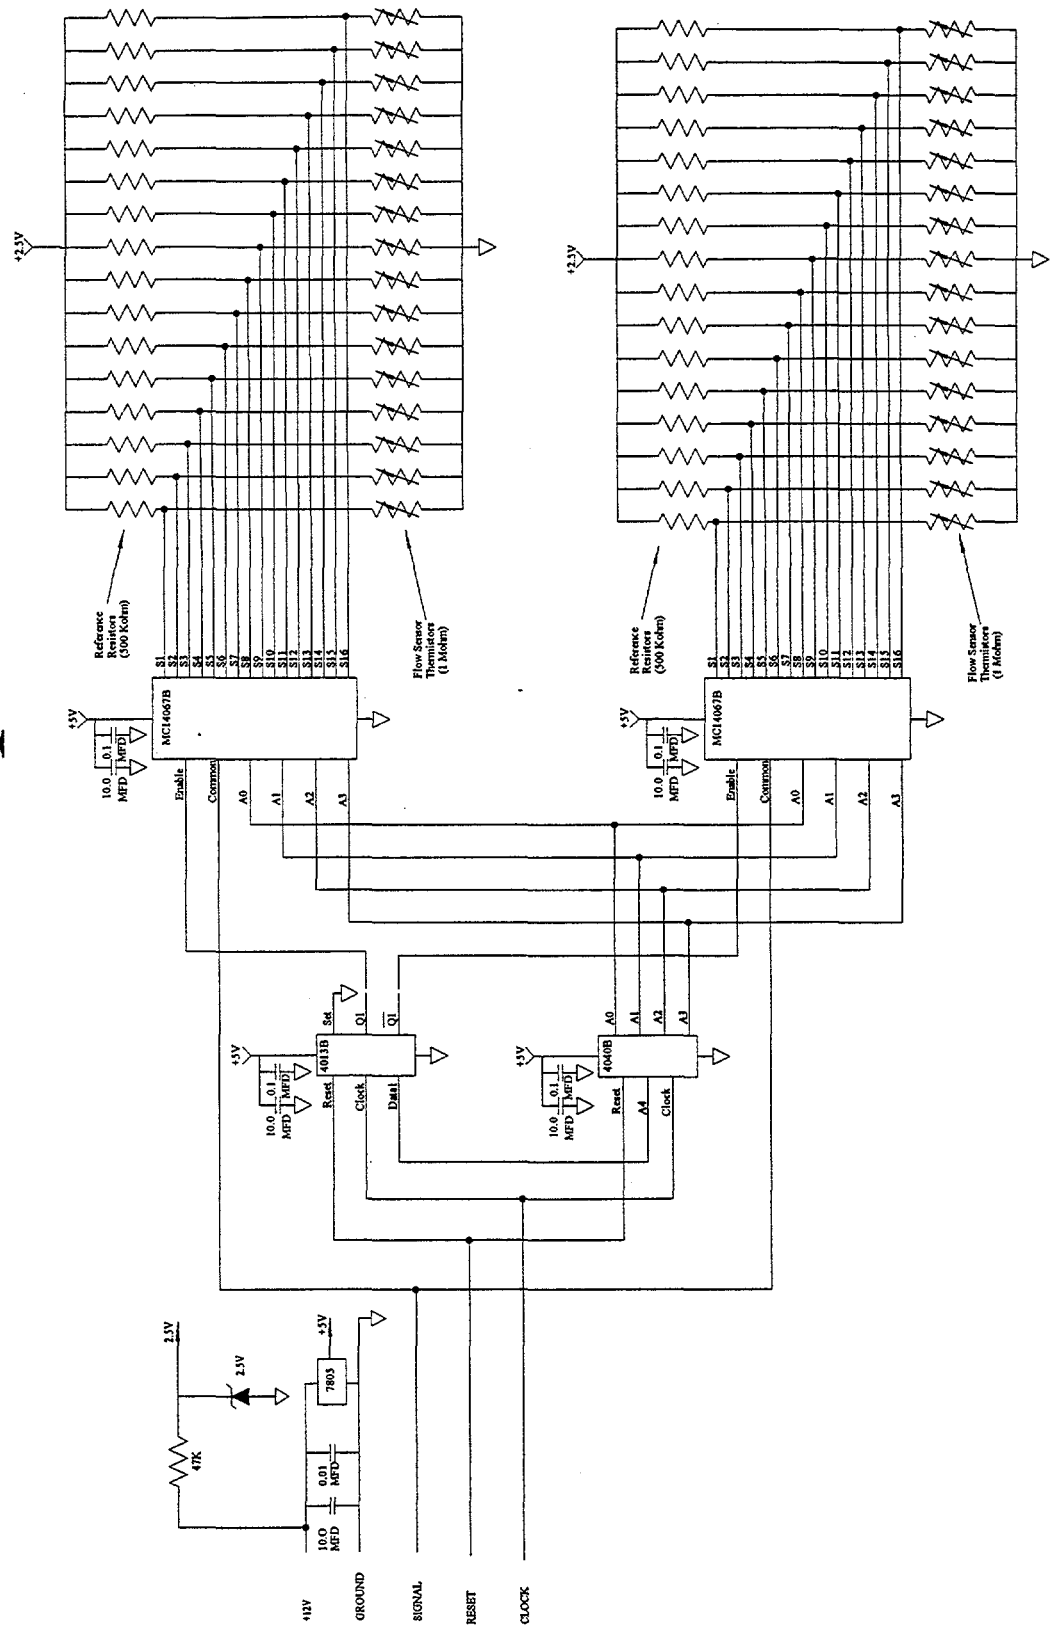 +2.5V
Reference
Resistors
(500 Kohm)
Flow Sensor
Thermistors
(1 Mohm)
S1
S2
S3
S4
S5
S6
S7
S8
S9
S10
S11
S12
S13
S14
S15
S16
+5V
MC14067B
0.1
MFD
10.0
MFD
Enable
Common
A0
A1
A2
A3
+2.5V
Reference
Resistors
(500 Kohm)
Flow Sensor
Thermistors
(1 Mohm)
S1
S2
S3
S4
S5
S6
S7
S8
S9
S10
S11
S12
S13
S14
S15
S16
+5V
MC14067B
0.1
MFD
10.0
MFD
Enable
Common
A0
A1
A2
A3
Set
Q1
Q1
+5V
4013B
0.1
MFD
10.0
MFD
Reset
Clock
Data1
A0
A1
A2
A3
+5V
4040B
0.1
MFD
10.0
MFD
Reset
A4
Clock
2.5V
2.5V
47K
+5V
7805
0.01
MFD
10.0
MFD
+12V
GROUND
SIGNAL
RESET
CLOCK